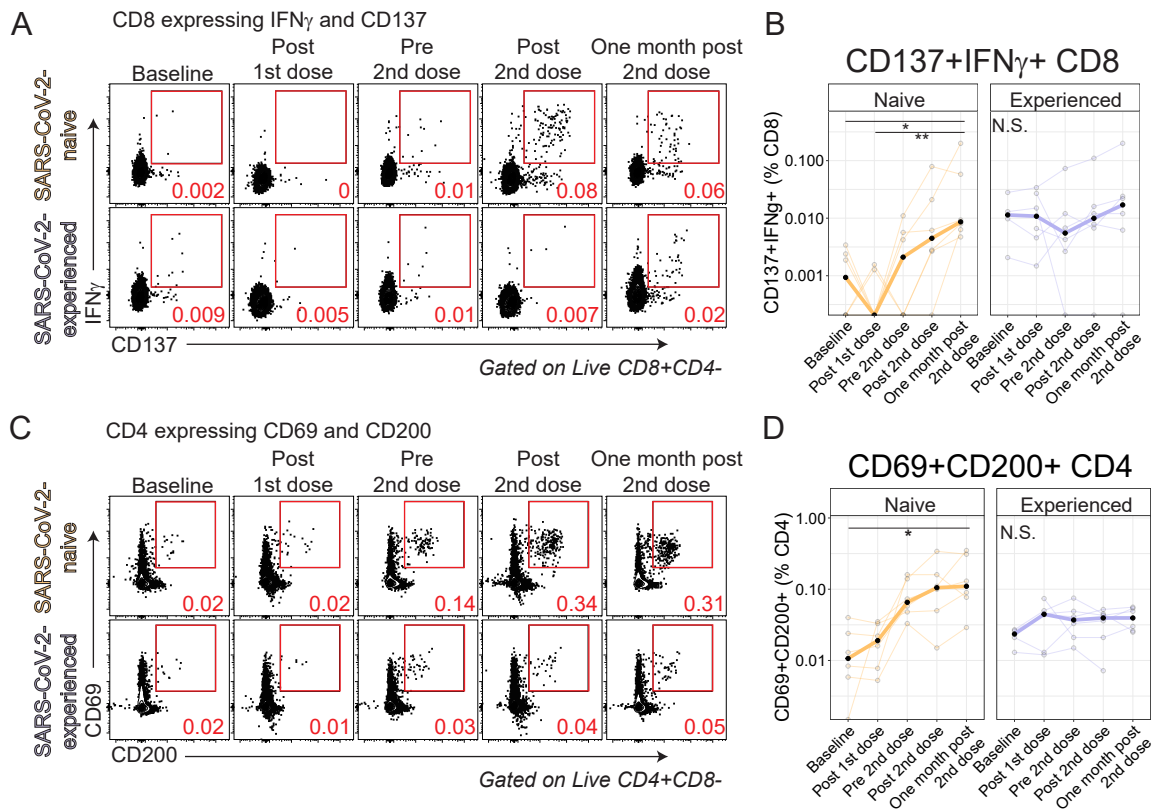 A
CD8 expressing IFNγ and CD137
Baseline
Post
1st dose
Pre
2nd dose
Post
2nd dose
One month post
2nd dose
SARS-CoV-2-
naive
0.002
0
0.01
0.08
0.06
SARS-CoV-2-
experienced
0.009
0.005
0.01
0.007
0.02
IFNγ
CD137
Gated on Live CD8+CD4-
B
CD137+IFNγ+ CD8
Naive
Experienced
*
**
N.S.
CD137+IFNg+ (% CD8)
0.100
0.010
0.001
Baseline
Post 1st dose
Pre 2nd dose
Post 2nd dose
One month post
2nd dose
Baseline
Post 1st dose
Pre 2nd dose
Post 2nd dose
One month post
2nd dose
C
CD4 expressing CD69 and CD200
Baseline
Post
1st dose
Pre
2nd dose
Post
2nd dose
One month post
2nd dose
SARS-CoV-2-
naive
0.02
0.02
0.14
0.34
0.31
SARS-CoV-2-
experienced
0.02
0.01
0.03
0.04
0.05
CD69
CD200
Gated on Live CD4+CD8-
D
CD69+CD200+ CD4
Naive
Experienced
*
N.S.
CD69+CD200+ (% CD4)
1.00
0.10
0.01
Baseline
Post 1st dose
Pre 2nd dose
Post 2nd dose
One month post
2nd dose
Baseline
Post 1st dose
Pre 2nd dose
Post 2nd dose
One month post
2nd dose